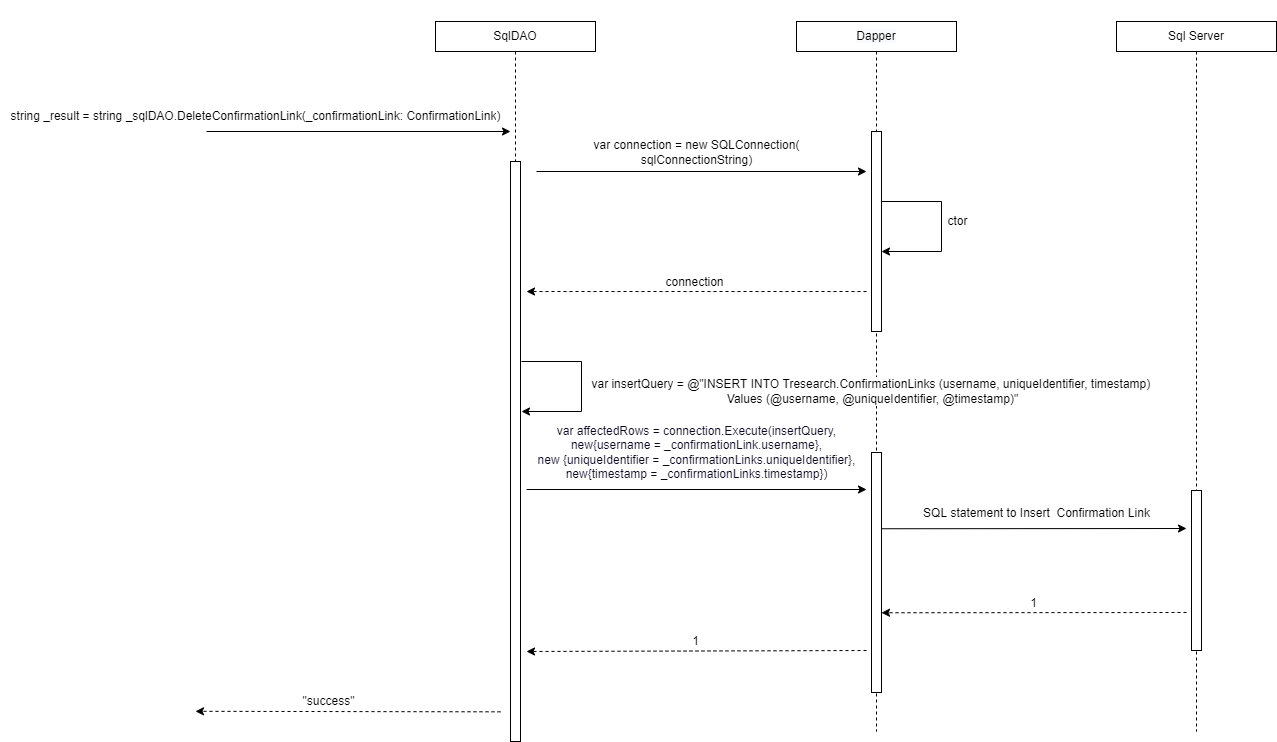 SqlDAO
Dapper
Sql Server
string _result = string _sqlDAO.DeleteConfirmationLink(_confirmationLink: ConfirmationLink)
var connection = new SQLConnection(
sqlConnectionString)
ctor
connection
var insertQuery = @"INSERT INTO Tresearch.ConfirmationLinks (username, uniqueIdentifier, timestamp)
Values (@username, @uniqueIdentifier, @timestamp)"
var affectedRows = connection.Execute(insertQuery,
new{username = _confirmationLink.username},
new {uniqueIdentifier = _confirmationLinks.uniqueIdentifier},
new{timestamp = _confirmationLinks.timestamp})
SQL statement to Insert  Confirmation Link
1
1
"success"